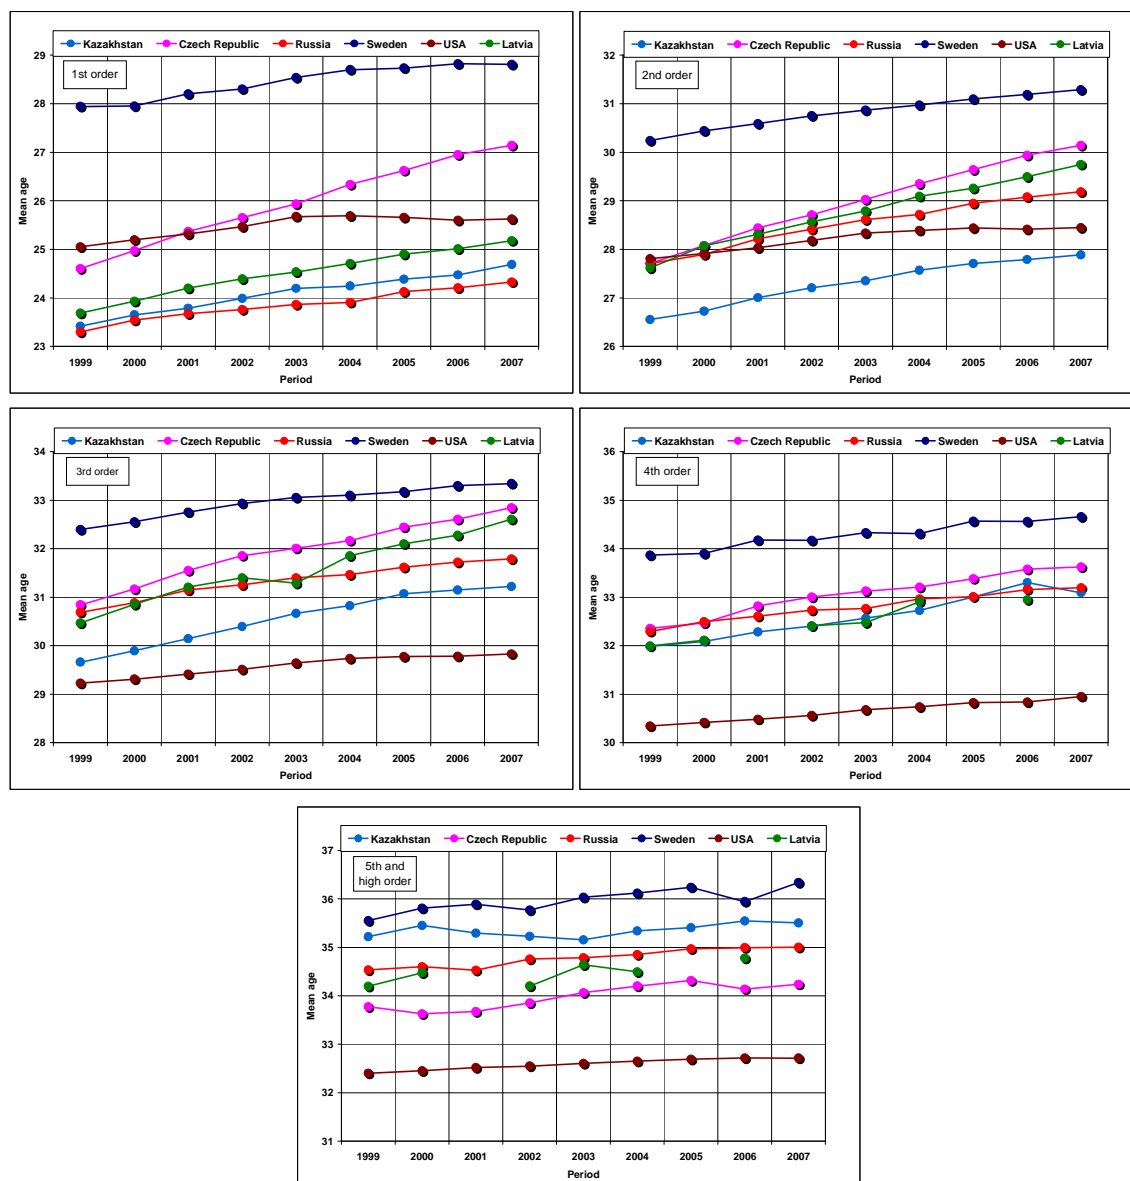 Kazakhstan Czech Republic Russia Sweden USA Latvia
1st order
29
28
27
26
25
24
23
Mean age
1999 2000 2001 2002 2003 2004 2005 2006 2007
Period
Kazakhstan Czech Republic Russia Sweden USA Latvia
2nd order
32
31
30
29
28
27
26
Mean age
1999 2000 2001 2002 2003 2004 2005 2006 2007
Period
Kazakhstan Czech Republic Russia Sweden USA Latvia
3rd order
34
33
32
31
30
29
28
Mean age
1999 2000 2001 2002 2003 2004 2005 2006 2007
Period
Kazakhstan Czech Republic Russia Sweden USA Latvia
4th order
36
35
34
33
32
31
30
Mean age
1999 2000 2001 2002 2003 2004 2005 2006 2007
Period
Kazakhstan Czech Republic Russia Sweden USA Latvia
5th and
high order
37
36
35
34
33
32
31
Mean age
1999 2000 2001 2002 2003 2004 2005 2006 2007
Period